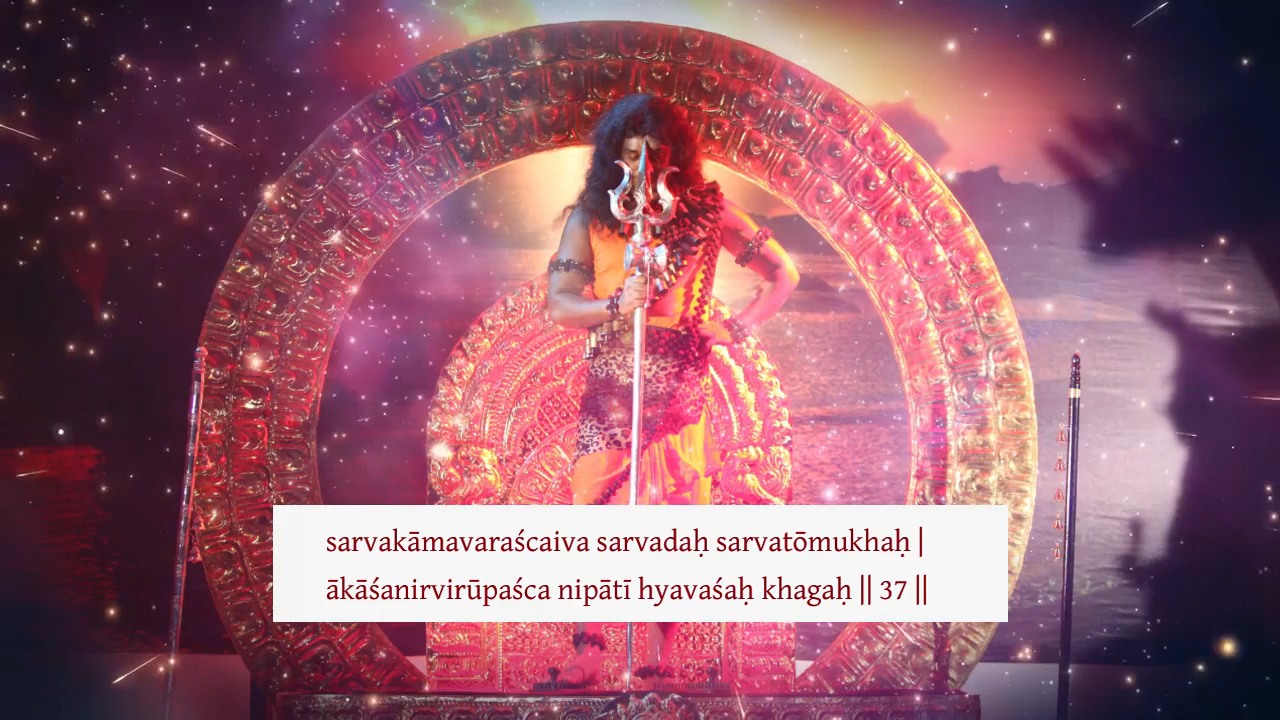 sarvakāmavaraścaiva sarvadaḥ sarvatōmukhaḥ |
ākāśanirvirūpaśca nipātī hyavaśaḥ khagaḥ || 37 ||